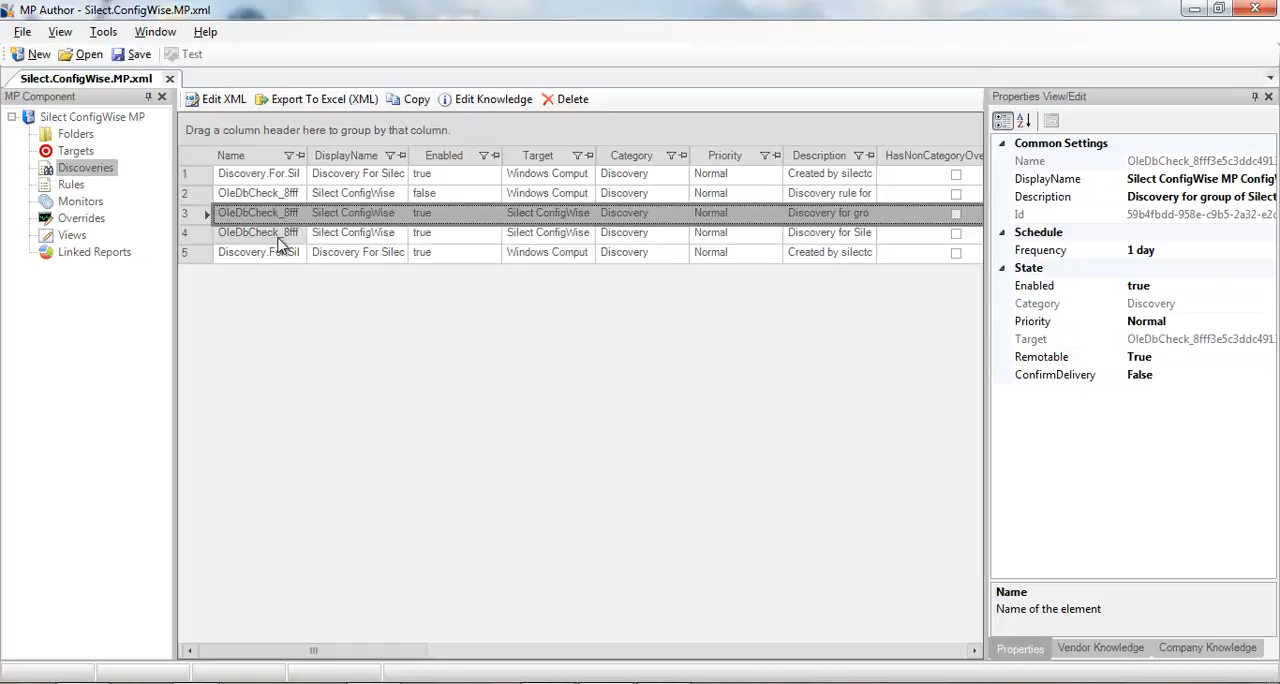 MP Author - Silect.ConfigWise.MP.xml
File View Tools Window Help
New Open Save Test
Silect.ConfigWise.MP.xml
MP Component
Silect ConfigWise MP
Folders
Targets
Discoveries
Rules
Monitors
Overrides
Views
Linked Reports
Edit XML Export To Excel (XML) Copy Edit Knowledge Delete
Drag a column header here to group by that column.
Name DisplayName Enabled Target Category Priority Description HasNonCategoryOve
1 Discovery.For.Sil Discovery For Silec true Windows Comput Discovery Normal Created by silectc
2 OleDbCheck_8fff Silect ConfigWise false Windows Comput Discovery Normal Discovery rule for
3 OleDbCheck_8fff Silect ConfigWise true Silect ConfigWise Discovery Normal Discovery for gro
4 OleDbCheck_8fff Silect ConfigWise true Silect ConfigWise Discovery Normal Discovery for Sile
5 Discovery.For.Sil Discovery For Silec true Windows Comput Discovery Normal Created by silectc
Properties View/Edit
Common Settings
Name OleDbCheck_8fff3e5c3ddc4913
DisplayName Silect ConfigWise MP Config
Description Discovery for group of Silect
Id 59b4fbdd-958e-c9b5-2a32-e2c
Schedule
Frequency 1 day
State
Enabled true
Category Discovery
Priority Normal
Target OleDbCheck_8fff3e5c3ddc4913
Remotable True
ConfirmDelivery False
Name
Name of the element
Properties Vendor Knowledge Company Knowledge